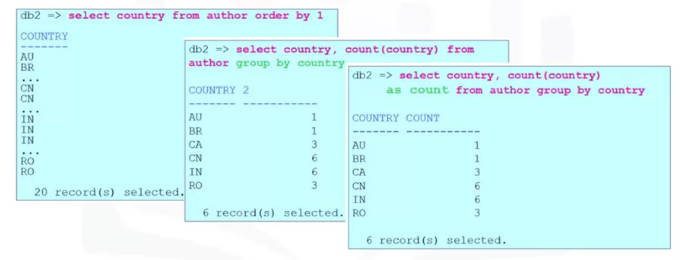 db2 => select country from author order by 1
COUNTRY
-------
AU
BR
...
CN
CN
...
IN
IN
IN
...
RO
RO
20 record(s) selected.
db2 => select country, count(country) from
author group by country
COUNTRY 2
------- -----------
AU 1
BR 1
CA 3
CN 6
IN 6
RO 3
6 record(s) selected.
db2 => select country, count(country)
as count from author group by country
COUNTRY COUNT
------- -----------
AU 1
BR 1
CA 3
CN 6
IN 6
RO 3
6 record(s) selected.